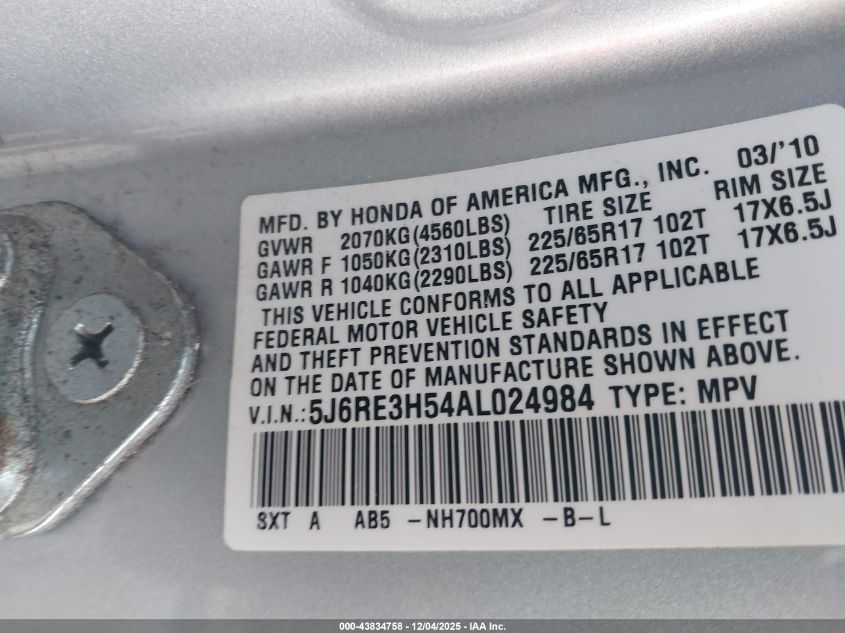 MFD. BY HONDA OF AMERICA MFG., INC. 03/'10
GVWR 2070KG(4560LBS) TIRE SIZE RIM SIZE
GAWR F 1050KG(2310LBS) 225/65R17 102T 17X6.5J
GAWR R 1040KG(2290LBS) 225/65R17 102T 17X6.5J
THIS VEHICLE CONFORMS TO ALL APPLICABLE
FEDERAL MOTOR VEHICLE SAFETY
AND THEFT PREVENTION STANDARDS IN EFFECT
ON THE DATE OF MANUFACTURE SHOWN ABOVE.
V.I.N.:5J6RE3H54AL024984 TYPE: MPV
SXT A AB5 -NH700MX -B-L
000-43834758 - 12/04/2025 - IAA Inc.